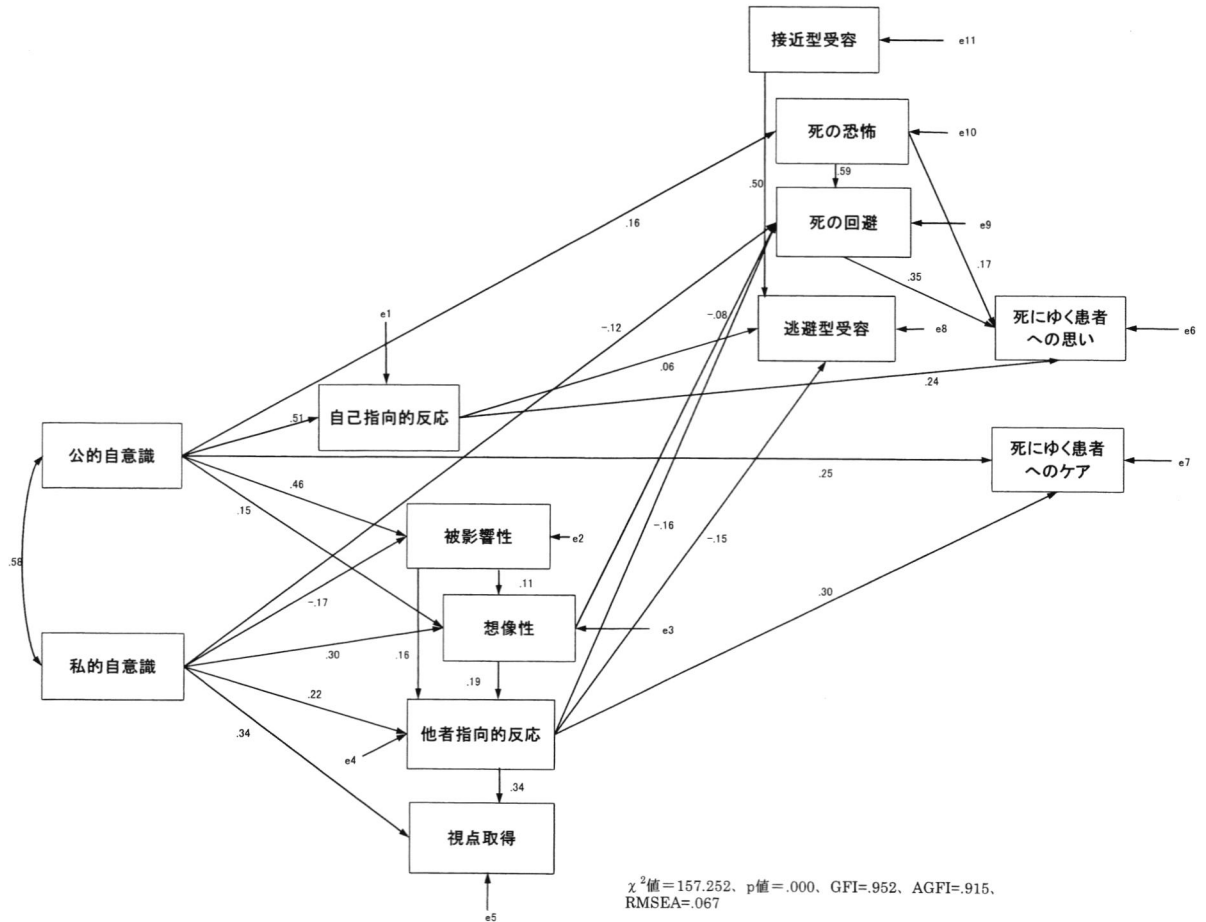 接近型受容
e11
死の恐怖
e10
.50
.59
.16
死の回避
e9
.17
.35
e1
-.12
-.08
逃避型受容
e8
死にゆく患者
への思い
e6
.06
.24
自己指向的反応
.51
公的自意識
死にゆく患者
へのケア
e7
.25
.46
.15
被影響性
e2
-.16
-.15
.58
-.17
.11
.30
想像性
e3
私的自意識
.30
.16
.19
.22
.34
他者指向的反応
e4
.34
視点取得
e5
χ²値=157.252、p値=.000、GFI=.952、AGFI=.915、
RMSEA=.067